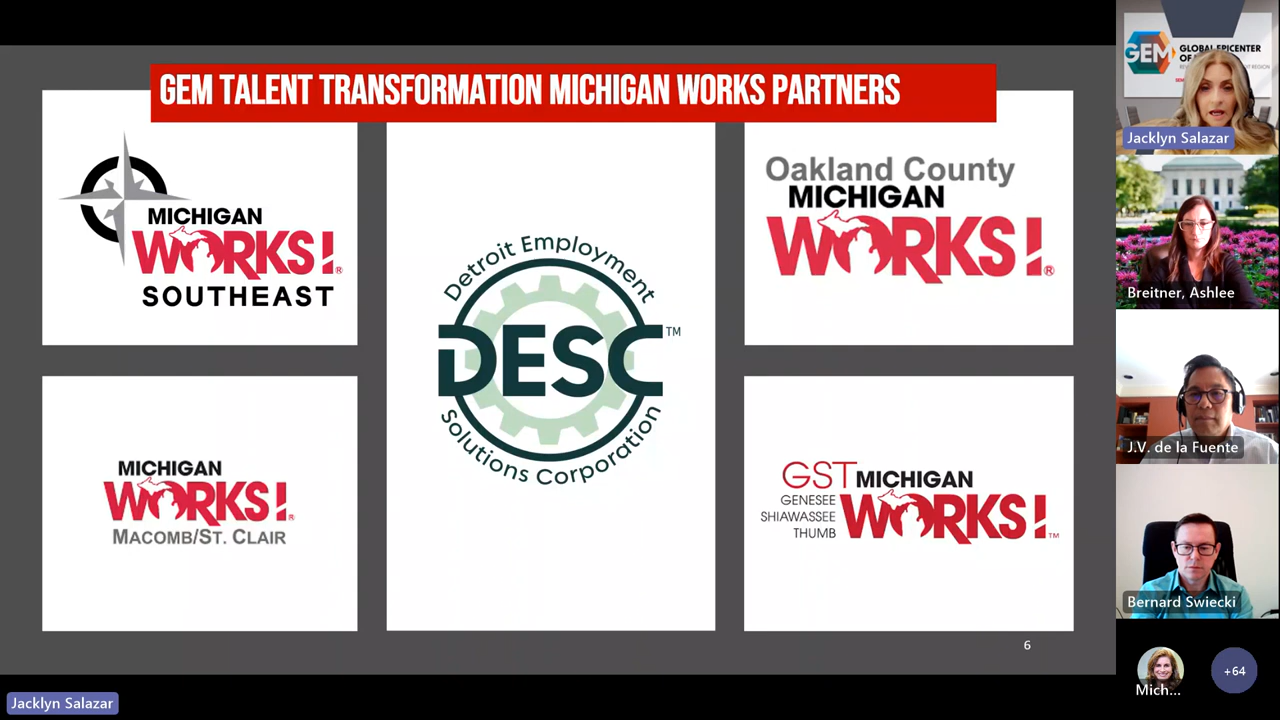 GEM TALENT TRANSFORMATION MICHIGAN WORKS PARTNERS
MICHIGAN
WORKS!®
SOUTHEAST
Detroit Employment
DESC™
Solutions Corporation
Oakland County
MICHIGAN
WORKS!®
MICHIGAN
WORKS!®
MACOMB/ST. CLAIR
GST MICHIGAN
GENESEE
SHIAWASSEE
THUMB
WORKS!™
6
Jacklyn Salazar
GEM
GLOBAL EPICENTER
Jacklyn Salazar
Breitner, Ashlee
J.V. de la Fuente
Bernard Swiecki
Mich...
+64